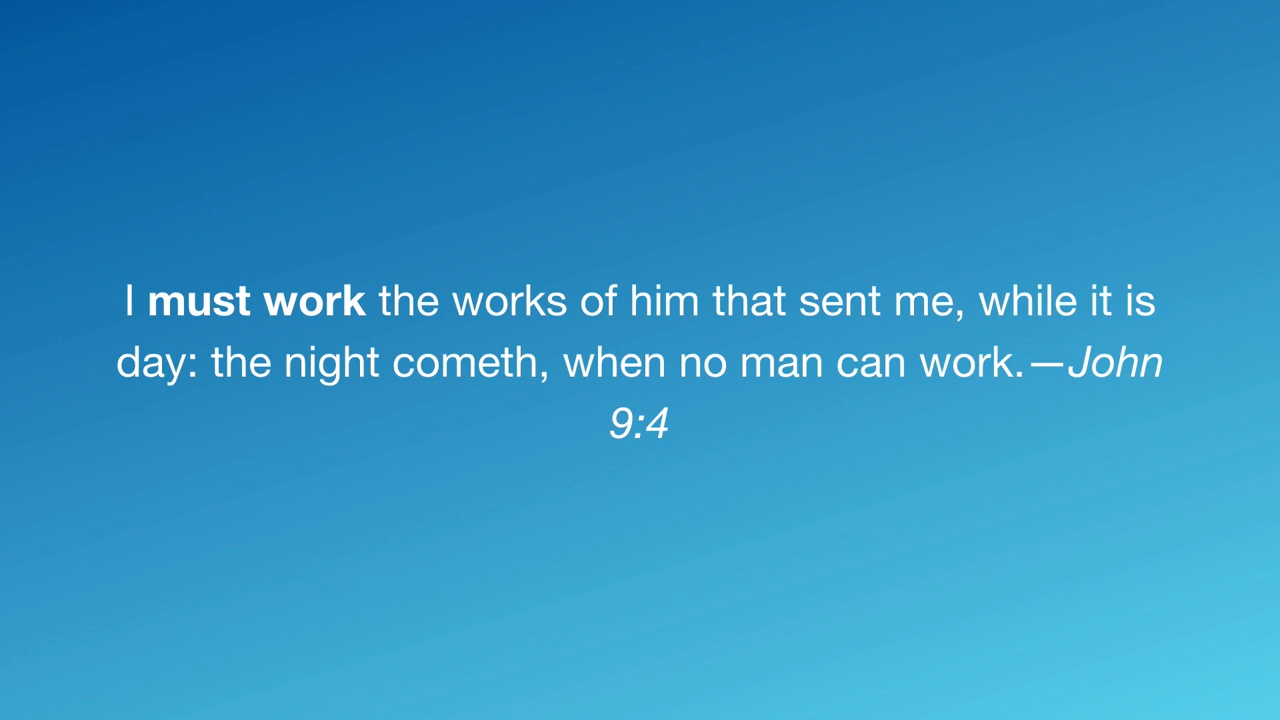 I must work the works of him that sent me, while it is
day: the night cometh, when no man can work.—John
9:4